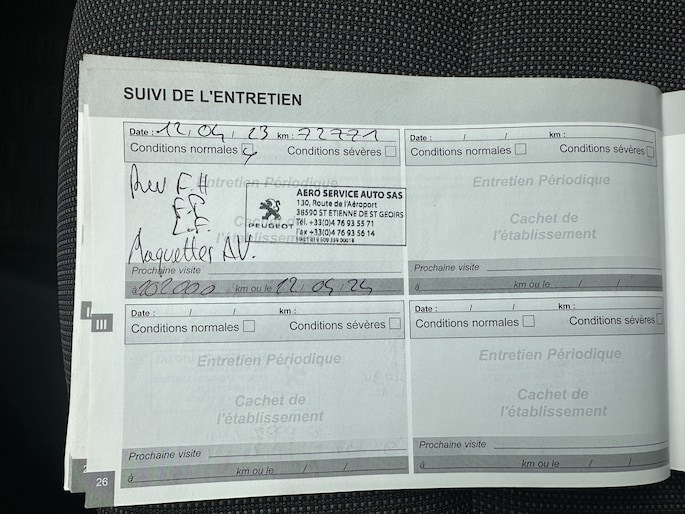 SUIVI DE L'ENTRETIEN
Date : 12, 04, 23 km : 72771
Conditions normales Conditions sévères
Rev F.H
F.P
F.F.
Plaquettes AV.
Entretien Périodique
Cachet de
l'établissement
PEUGEOT
AERO SERVICE AUTO SAS
130, Route de l'Aéroport
38590 ST ETIENNE DE ST GEOIRS
Tél. +33(0)4 76 93 55 71
Fax +33(0)4 76 93 56 14
Prochaine visite
à 102000 km ou le 12, 04, 24
Date : / / km :
Conditions normales Conditions sévères
Entretien Périodique
Cachet de
l'établissement
Prochaine visite
à km ou le / /
I
III
Date : / / km :
Conditions normales Conditions sévères
Entretien Périodique
Cachet de
l'établissement
Prochaine visite
à km ou le / /
Date : / / km :
Conditions normales Conditions sévères
Entretien Périodique
Cachet de
l'établissement
Prochaine visite
à km ou le / /
26